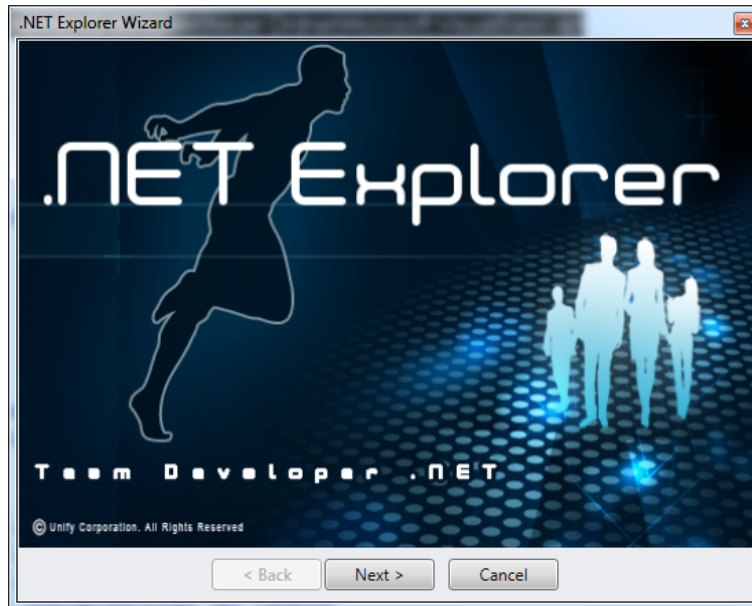 .NET Explorer Wizard
.NET Explorer
Team Developer .NET
© Unify Corporation. All Rights Reserved
< Back Next > Cancel